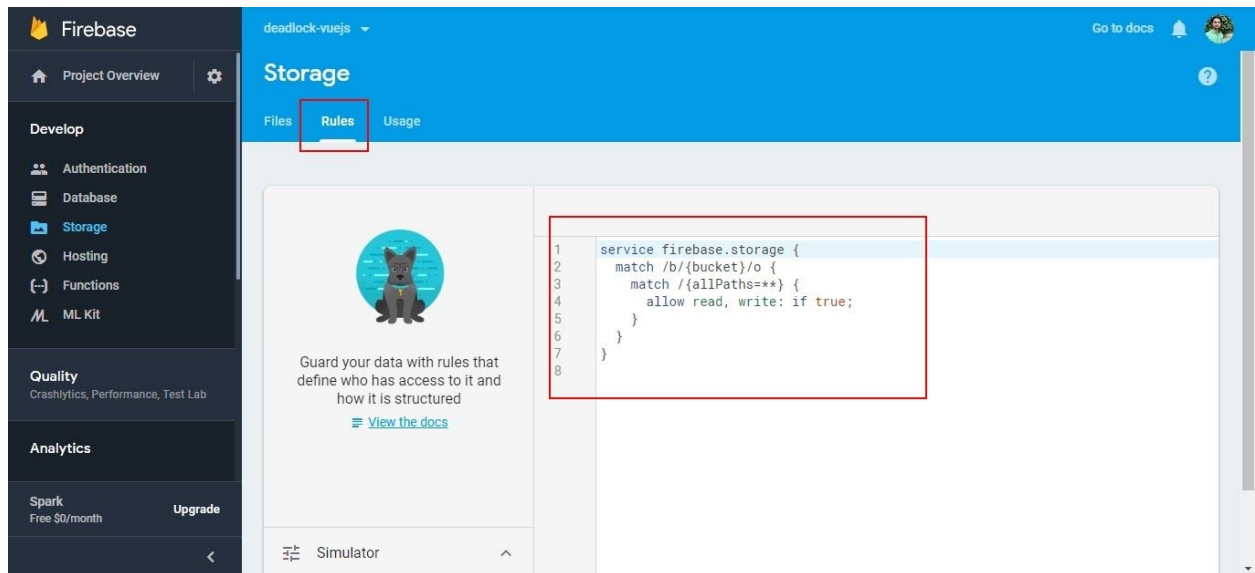 Firebase
Project Overview
Develop
Authentication
Database
Storage
Hosting
Functions
ML Kit
Quality
Crashlytics, Performance, Test Lab
Analytics
Spark
Free $0/month
Upgrade
deadlock-vuejs
Go to docs
Storage
Files Rules Usage
Guard your data with rules that
define who has access to it and
how it is structured
View the docs
Simulator
1 service firebase.storage {
2 match /b/{bucket}/o {
3 match /{allPaths=**} {
4 allow read, write: if true;
5 }
6 }
7 }
8